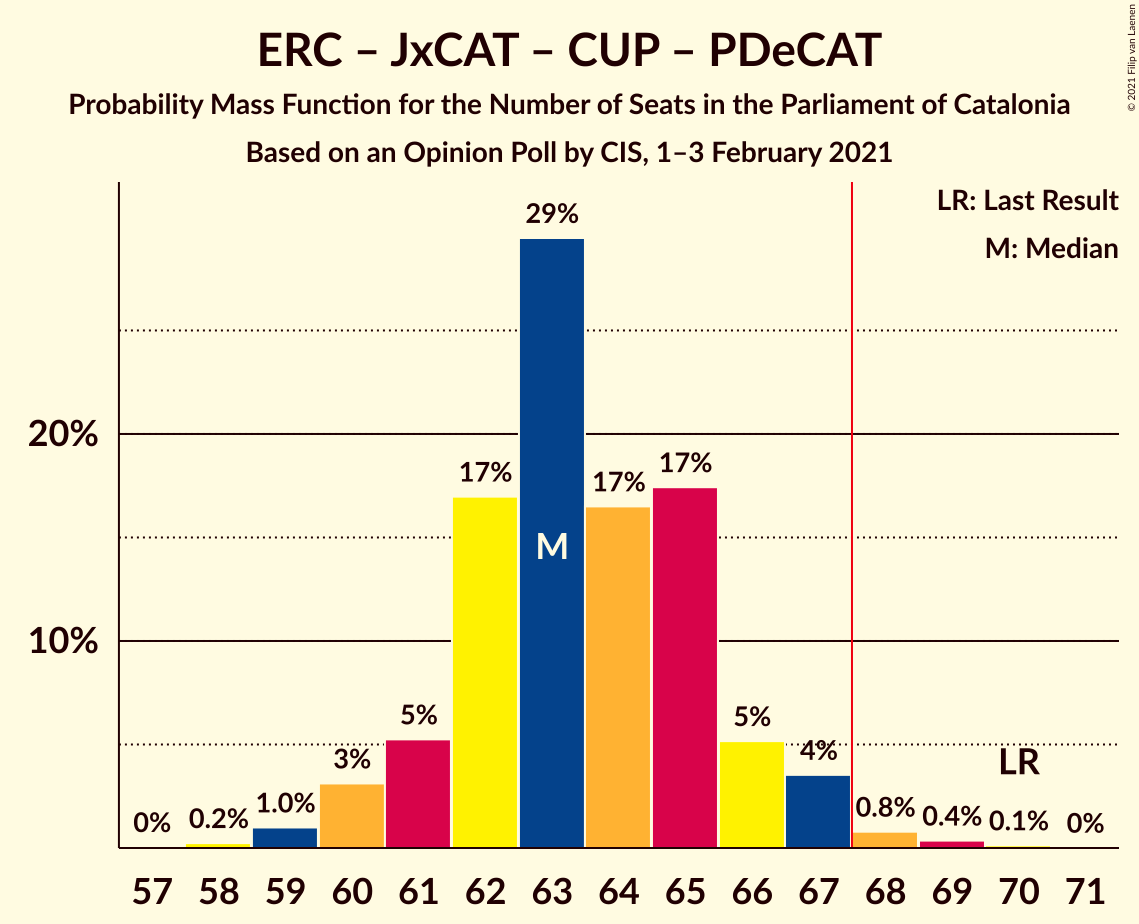 ERC – JxCAT – CUP – PDeCAT
Probability Mass Function for the Number of Seats in the Parliament of Catalonia
Based on an Opinion Poll by CIS, 1–3 February 2021
© 2021 Filip van Laenen
LR: Last Result
M: Median
20%
10%
0%
0.2%
1.0%
3%
5%
17%
29%
17%
17%
5%
4%
0.8%
0.4%
0.1%
0%
M
LR
57 58 59 60 61 62 63 64 65 66 67 68 69 70 71